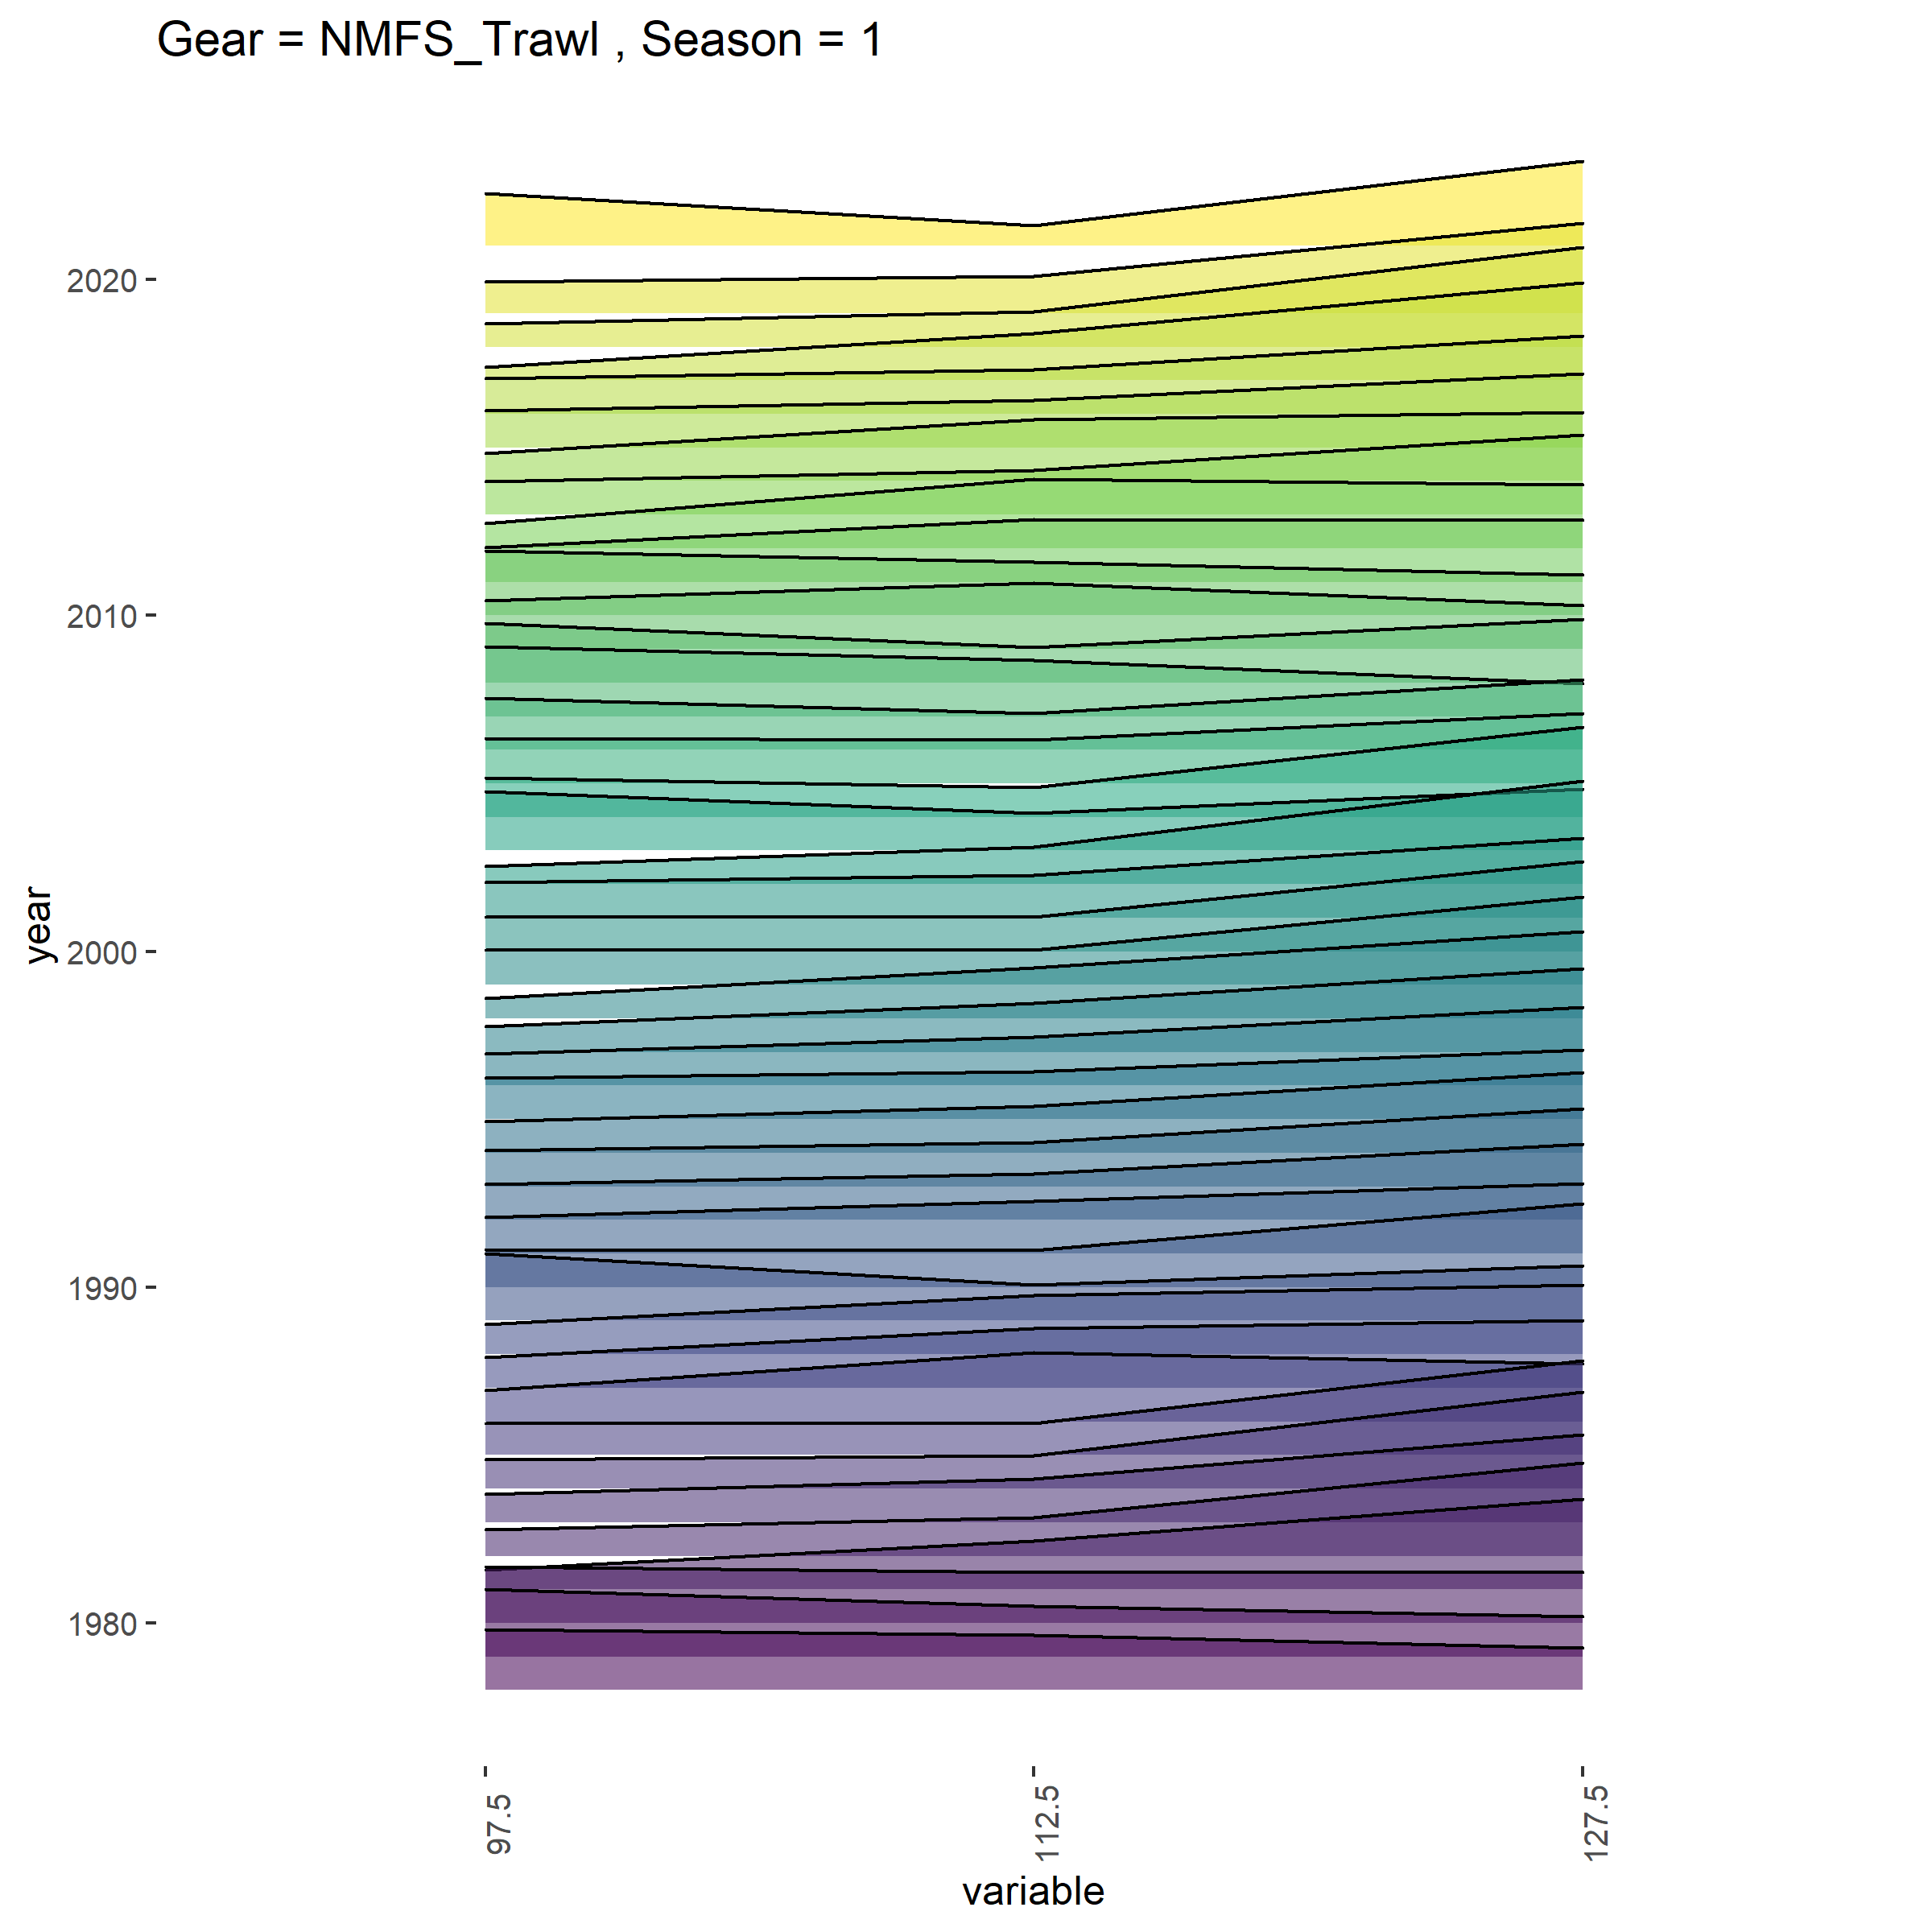 Gear = NMFS_Trawl , Season = 1
year
2020
2010
2000
1990
1980
97.5
112.5
127.5
variable